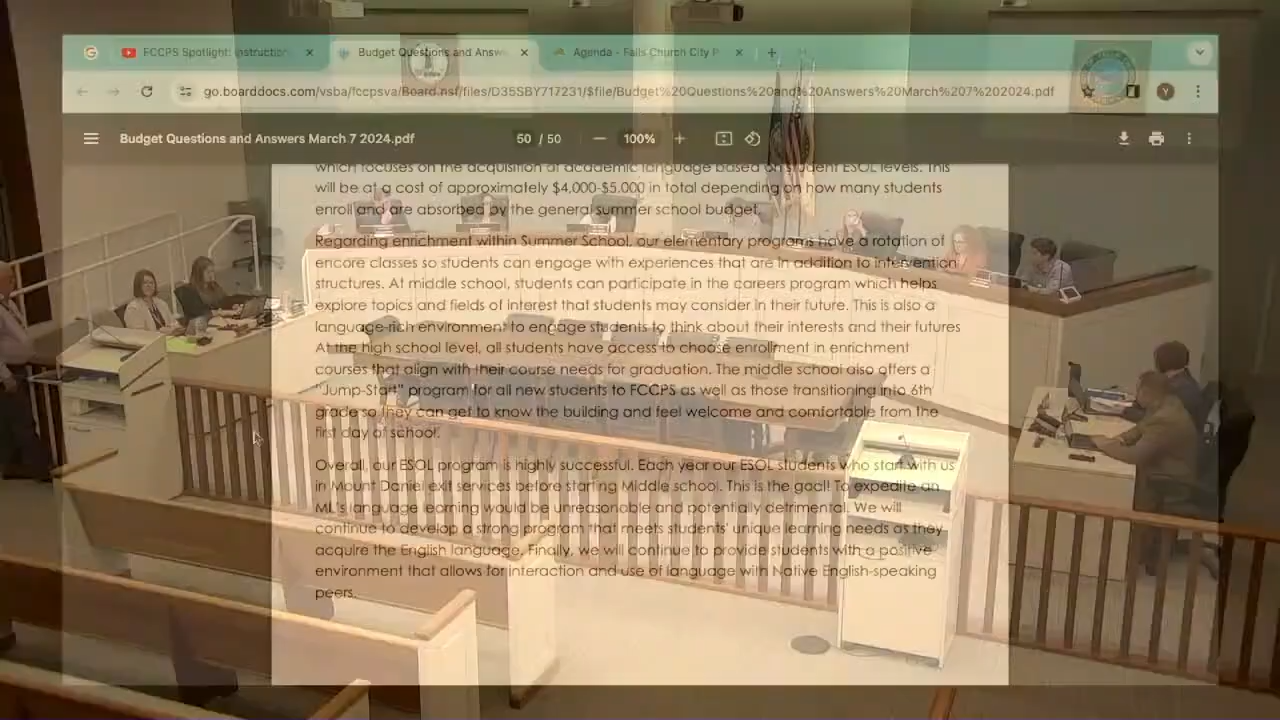 FCCPS Spotlight: Instruction
Budget Questions and Answ
Agenda - Falls Church City P
go.boarddocs.com/vsba/fccpsva/Board.nsf/files/D35SBY717231/$file/Budget%20Questions%20and%20Answers%20March%207%202024.pdf
Budget Questions and Answers March 7 2024.pdf
50 / 50
100%
which focuses on the acquisition of academic language based on student ESOL levels. This
will be at a cost of approximately $4,000-$5,000 in total depending on how many students
enroll and are absorbed by the general summer school budget.
Regarding enrichment within Summer School, our elementary programs have a rotation of
encore classes so students can engage with experiences that are in addition to intervention
structures. At middle school, students can participate in the careers program which helps
explore topics and fields of interest that students may consider in their future. This is also a
language-rich environment to engage students to think about their interests and their futures
At the high school level, all students have access to choose enrollment in enrichment
courses that align with their course needs for graduation. The middle school also offers a
"Jump-Start" program for all new students to FCCPS as well as those transitioning into 6th
grade so they can get to know the building and feel welcome and comfortable from the
first day of school.
Overall, our ESOL program is highly successful. Each year our ESOL students who start with us
in Mount Daniel exit services before starting Middle school. This is the goal! To expedite an
ML's language learning would be unreasonable and potentially detrimental. We will
continue to develop a strong program that meets students' unique learning needs as they
acquire the English language. Finally, we will continue to provide students with a positive
environment that allows for interaction and use of language with Native English-speaking
peers.